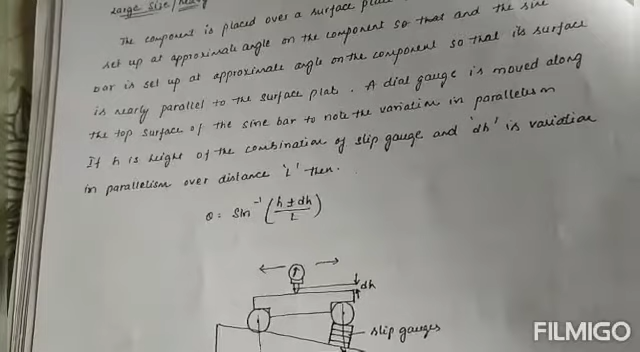 Large Size / Heavy
The component is placed over a surface plate
set up at approximate angle on the component so that and the sine
bar is set up at approximate angle on the component so that its surface
is nearly parallel to the surface plate. A dial gauge is moved along
the top surface of the sine bar to note the variation in parallelism
If h is height of the combination of slip gauge and 'dh' is variation
in parallelism over distance 'L' then.
θ = Sin⁻¹ (h ± dh / L)
dh
slip gauges
FILMIGO